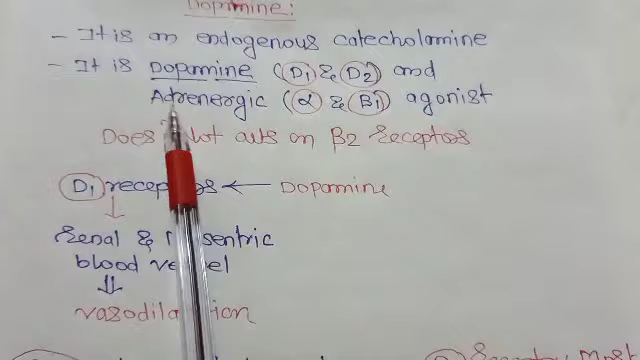 Dopamine:
- It is an endogenous catecholamine
- It is Dopamine (D1 & D2) and
Adrenergic (α & β1) agonist
Does Not acts on β2 receptors
D1 receptors ← Dopamine
↓
Renal & mesentric
blood vessel
⇓
vasodilation
Most